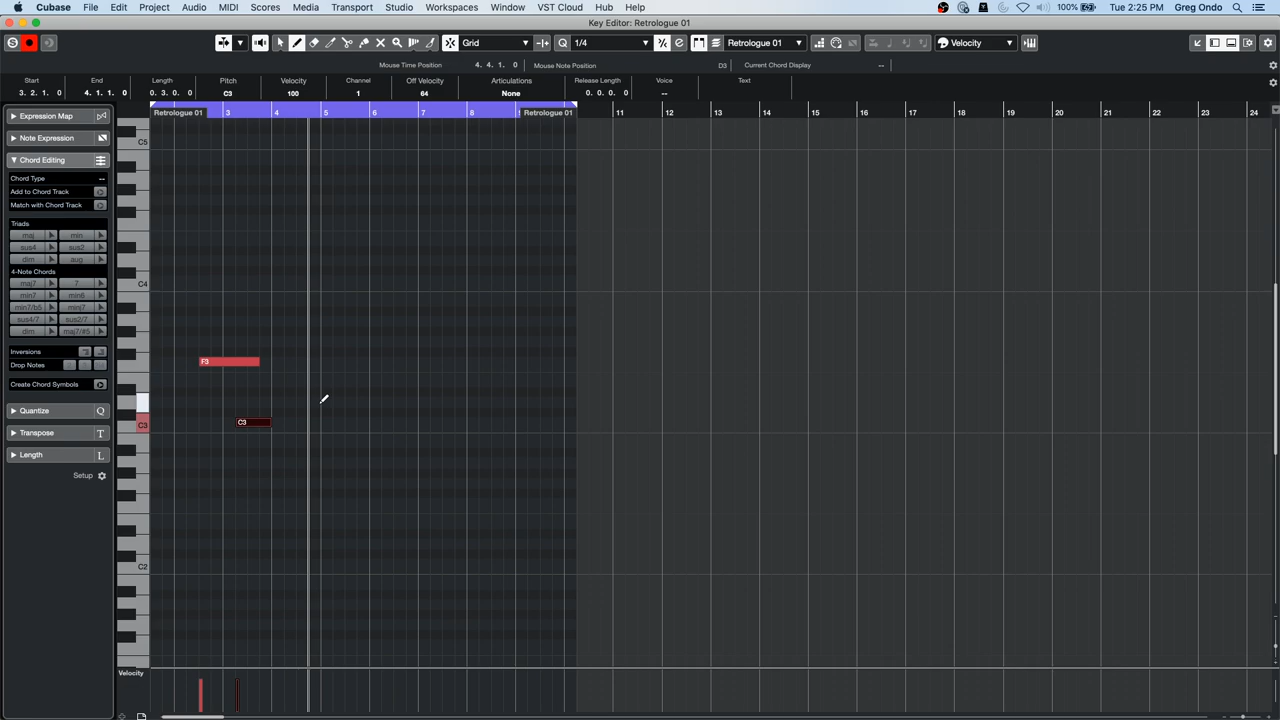 Cubase File Edit Project Audio MIDI Scores Media Transport Studio Workspaces Window VST Cloud Hub Help 100% Tue 2:25 PM Greg Ondo
Key Editor: Retrologue 01
Grid 1/4 Retrologue 01 Velocity
Mouse Time Position 4. 4. 1. 0 Mouse Note Position D3 Current Chord Display --
Start End Length Pitch Velocity Channel Off Velocity Articulations Release Length Voice Text
3. 2. 1. 0 4. 1. 1. 0 0. 3. 0. 0 C3 100 1 64 None 0. 0. 0. 0 --
Retrologue 01 3 4 5 6 7 8 Retrologue 01 11 12 13 14 15 16 17 18 19 20 21 22 23 24
Expression Map
Note Expression
Chord Editing
Chord Type --
Add to Chord Track
Match with Chord Track
Triads
maj min
sus4 sus2
dim aug
4-Note Chords
maj7 7
min7 min6
min7/b5 minj7
sus4/7 sus2/7
dim maj7/#5
Inversions
Drop Notes
Create Chord Symbols
Quantize Q
Transpose T
Length L
Setup
C5
C4
F3
C3 C3
C2
Velocity